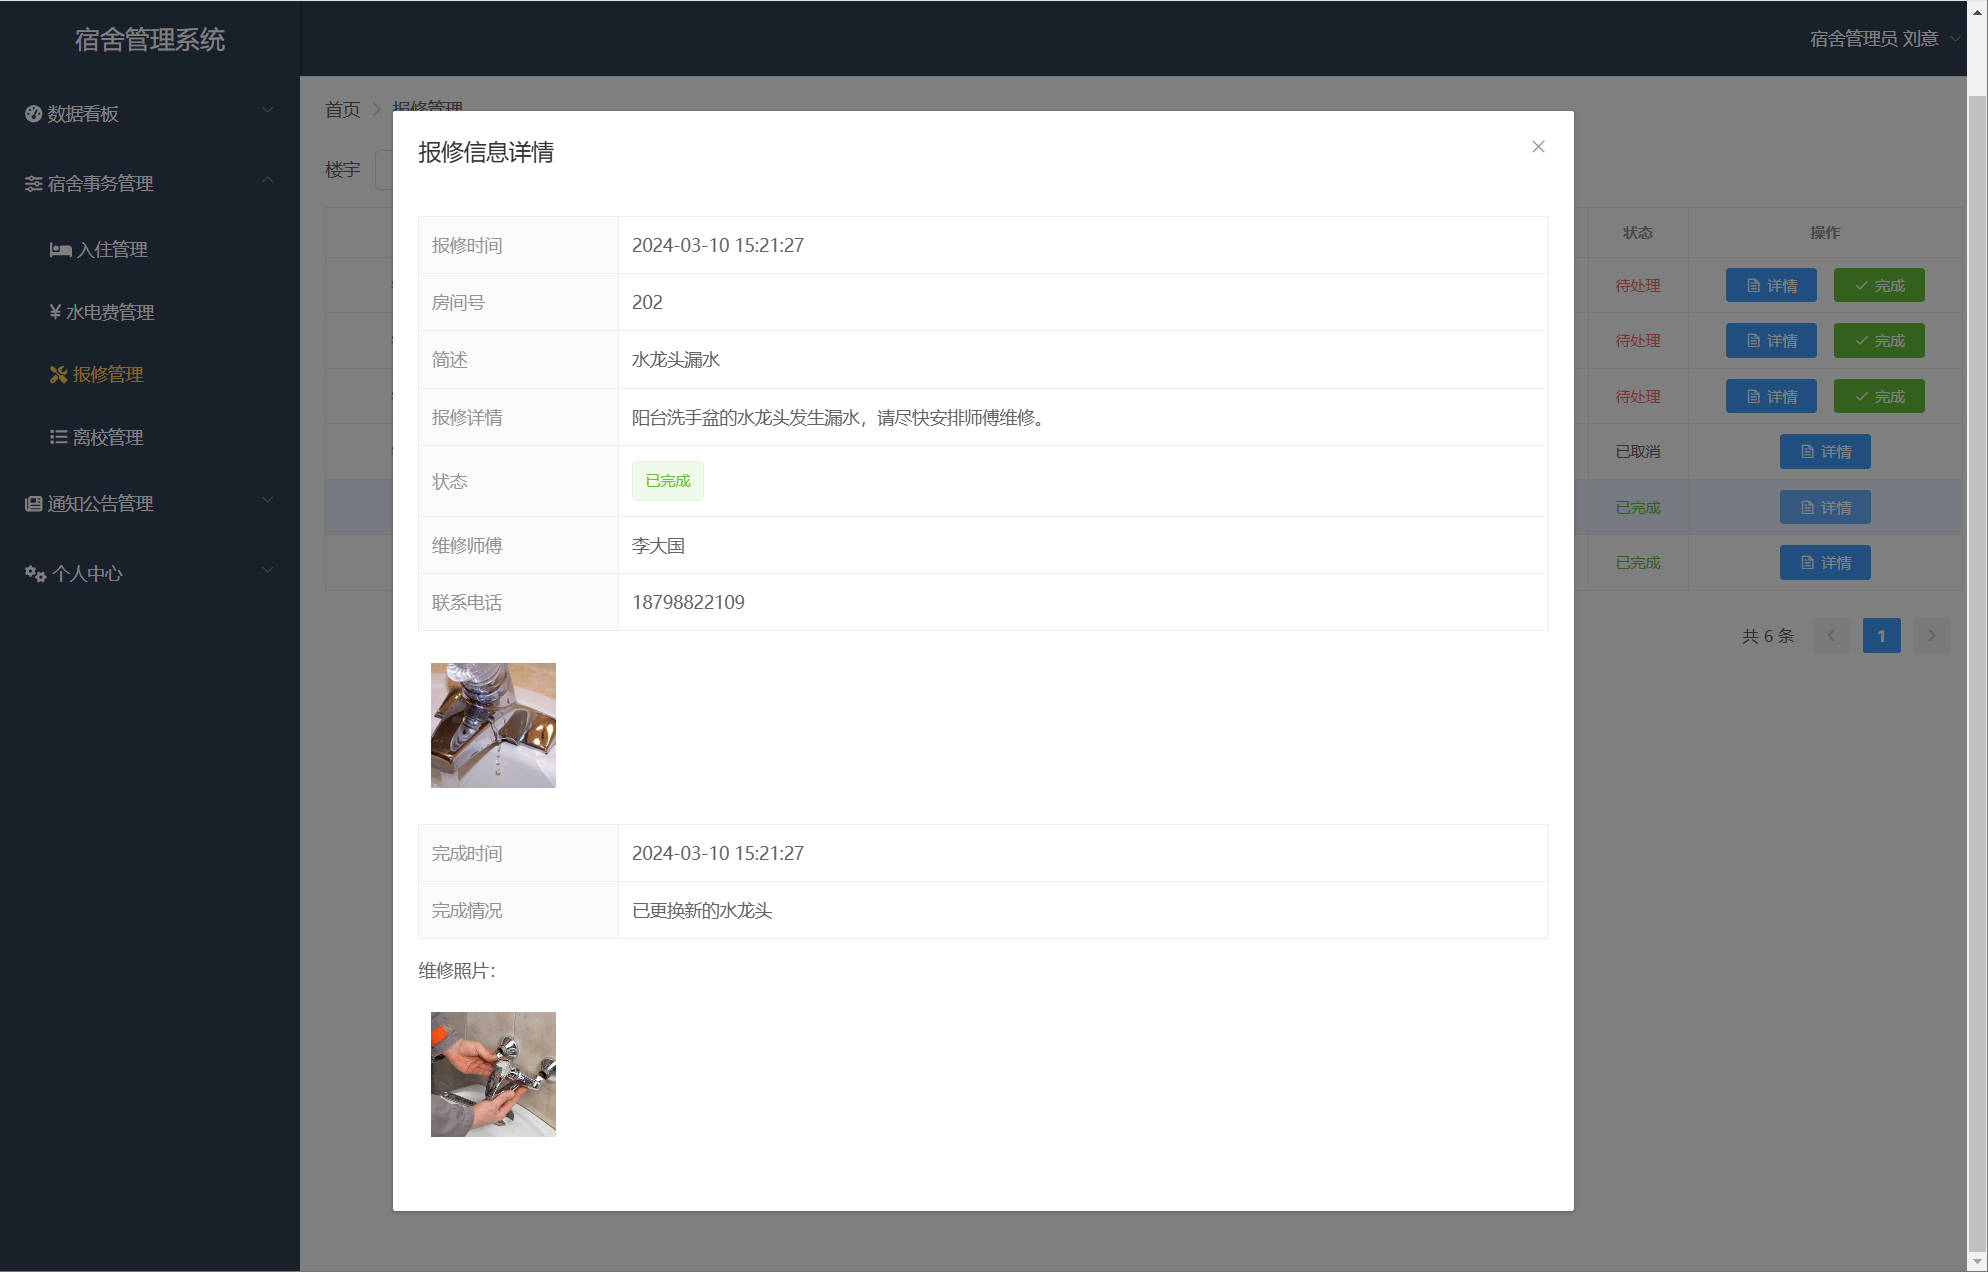 宿舍管理系统
宿舍管理员 刘意
数据看板
宿舍事务管理
入住管理
¥ 水电费管理
报修管理
离校管理
通知公告管理
个人中心
首页 > 报修管理
楼宇
状态 操作
待处理 详情 完成
待处理 详情 完成
待处理 详情 完成
已取消 详情
已完成 详情
已完成 详情
共 6 条 1
报修信息详情
报修时间 2024-03-10 15:21:27
房间号 202
简述 水龙头漏水
报修详情 阳台洗手盆的水龙头发生漏水，请尽快安排师傅维修。
状态 已完成
维修师傅 李大国
联系电话 18798822109
完成时间 2024-03-10 15:21:27
完成情况 已更换新的水龙头
维修照片：